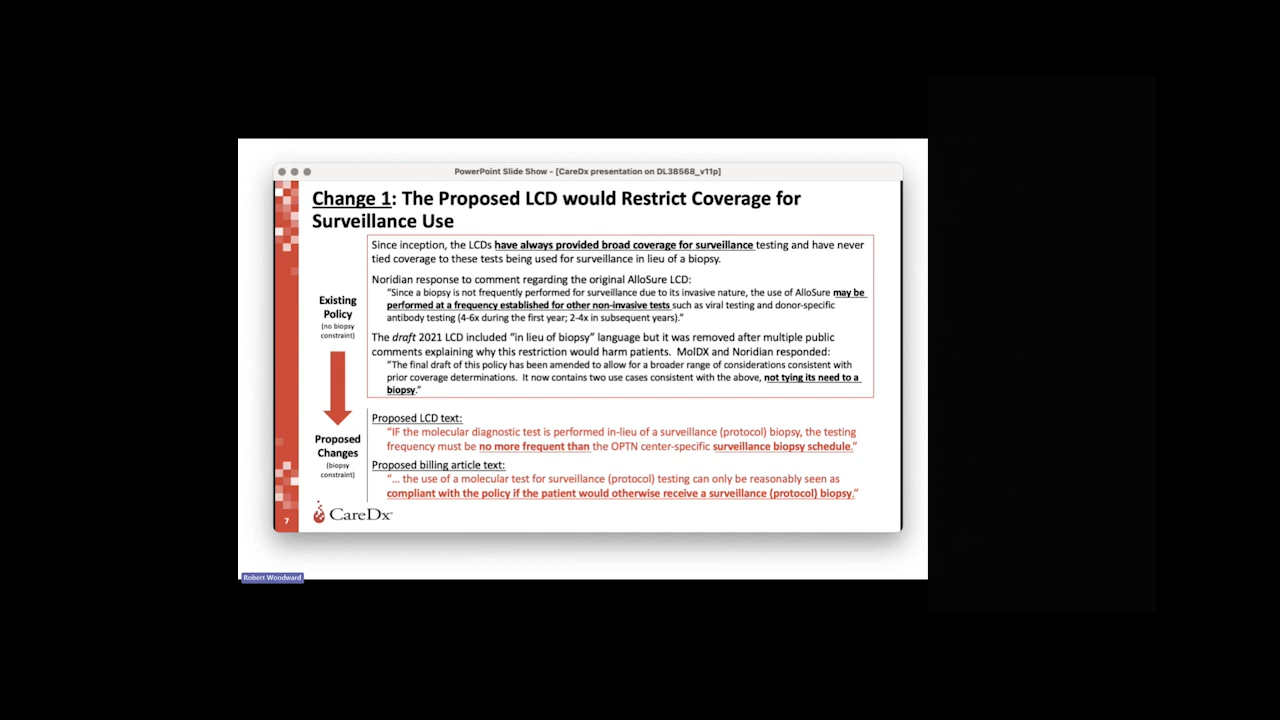 PowerPoint Slide Show - [CareDx presentation on DL38568_v11p]
Change 1: The Proposed LCD would Restrict Coverage for
Surveillance Use
Since inception, the LCDs have always provided broad coverage for surveillance testing and have never
tied coverage to these tests being used for surveillance in lieu of a biopsy.
Noridian response to comment regarding the original AlloSure LCD:
“Since a biopsy is not frequently performed for surveillance due to its invasive nature, the use of AlloSure may be
performed at a frequency established for other non-invasive tests such as viral testing and donor-specific
antibody testing (4-6x during the first year; 2-4x in subsequent years).”
The draft 2021 LCD included “in lieu of biopsy” language but it was removed after multiple public
comments explaining why this restriction would harm patients. MolDX and Noridian responded:
“The final draft of this policy has been amended to allow for a broader range of considerations consistent with
prior coverage determinations. It now contains two use cases consistent with the above, not tying its need to a
biopsy.”
Existing
Policy
(no biopsy
constraint)
Proposed
Changes
(biopsy
constraint)
Proposed LCD text:
“IF the molecular diagnostic test is performed in-lieu of a surveillance (protocol) biopsy, the testing
frequency must be no more frequent than the OPTN center-specific surveillance biopsy schedule.”
Proposed billing article text:
“... the use of a molecular test for surveillance (protocol) testing can only be reasonably seen as
compliant with the policy if the patient would otherwise receive a surveillance (protocol) biopsy.”
7
CareDx
Robert Woodward